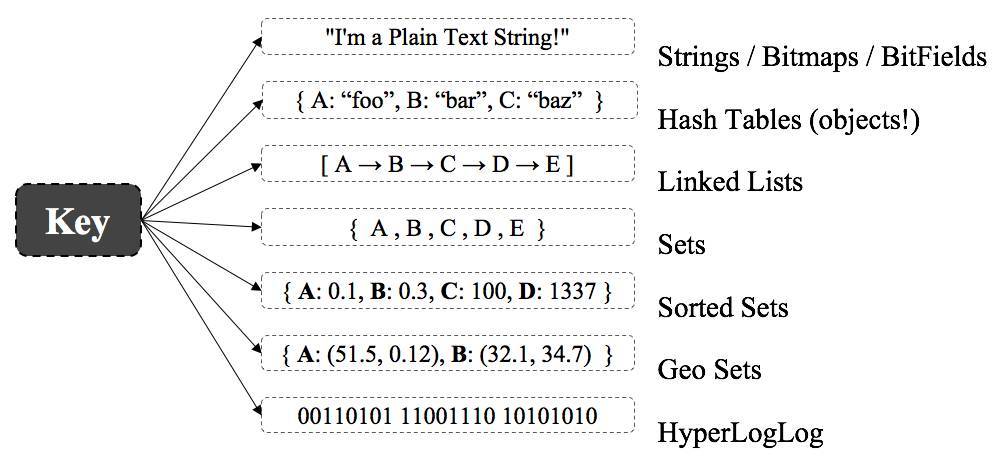 "I'm a Plain Text String!"
Strings / Bitmaps / BitFields
{ A: “foo”, B: “bar”, C: “baz” }
Hash Tables (objects!)
[ A → B → C → D → E ]
Linked Lists
Key
{ A , B , C , D , E }
Sets
{ A: 0.1, B: 0.3, C: 100, D: 1337 }
Sorted Sets
{ A: (51.5, 0.12), B: (32.1, 34.7) }
Geo Sets
00110101 11001110 10101010
HyperLogLog